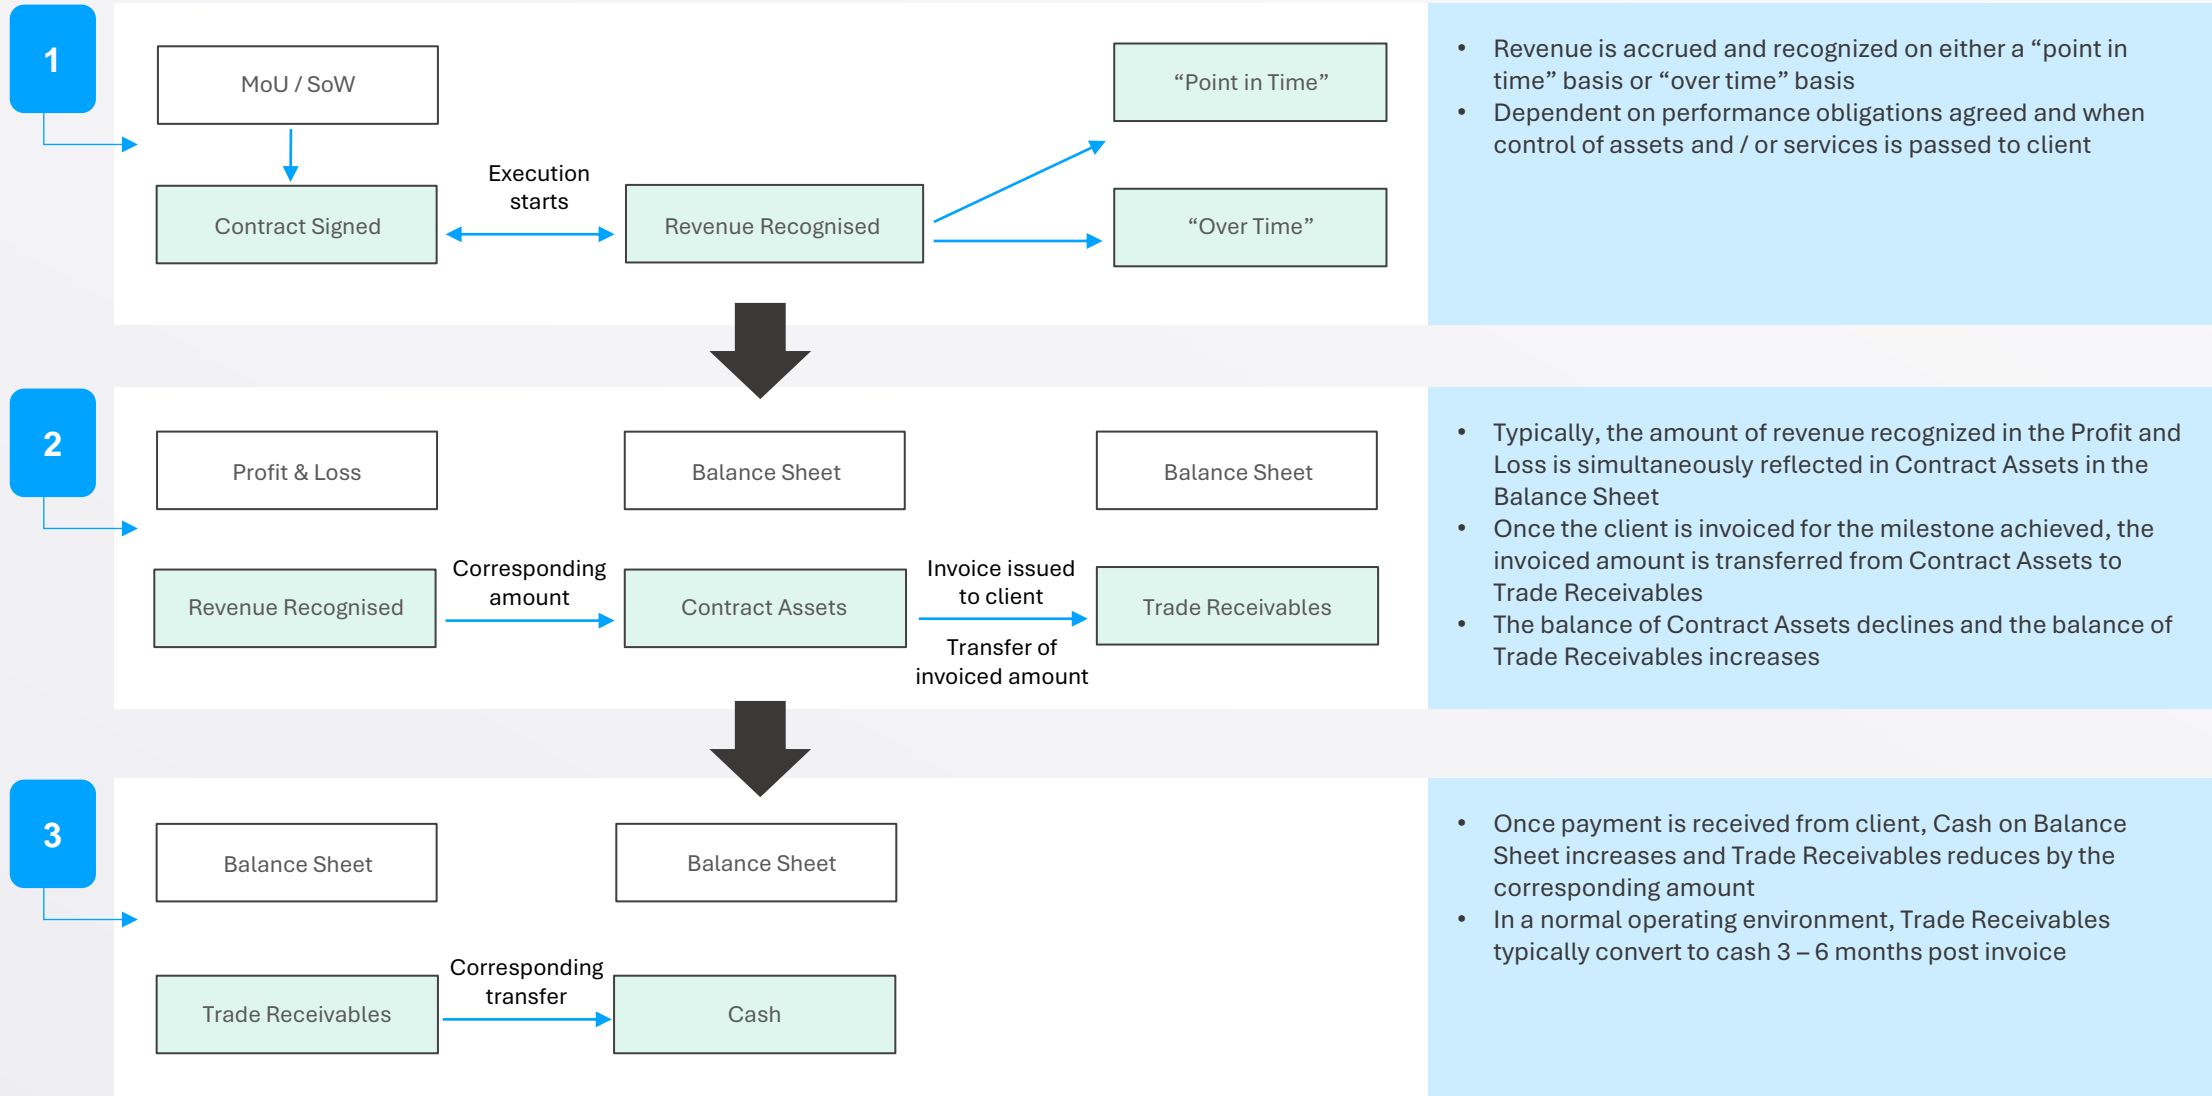 1
MoU / SoW
Contract Signed
Execution
starts
Revenue Recognised
“Point in Time”
“Over Time”
• Revenue is accrued and recognized on either a “point in
time” basis or “over time” basis
• Dependent on performance obligations agreed and when
control of assets and / or services is passed to client
2
Profit & Loss
Balance Sheet
Balance Sheet
Revenue Recognised
Corresponding
amount
Contract Assets
Invoice issued
to client
Transfer of
invoiced amount
Trade Receivables
• Typically, the amount of revenue recognized in the Profit and
Loss is simultaneously reflected in Contract Assets in the
Balance Sheet
• Once the client is invoiced for the milestone achieved, the
invoiced amount is transferred from Contract Assets to
Trade Receivables
• The balance of Contract Assets declines and the balance of
Trade Receivables increases
3
Balance Sheet
Balance Sheet
Trade Receivables
Corresponding
transfer
Cash
• Once payment is received from client, Cash on Balance
Sheet increases and Trade Receivables reduces by the
corresponding amount
• In a normal operating environment, Trade Receivables
typically convert to cash 3 – 6 months post invoice